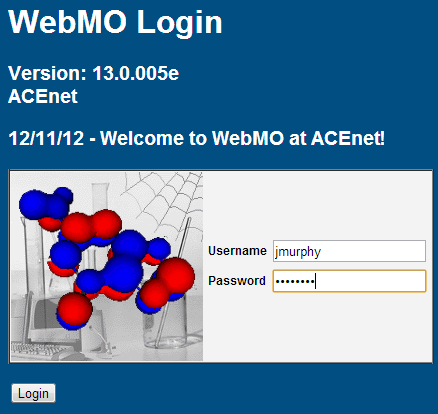 WebMO Login
Version: 13.0.005e
ACEnet
12/11/12 - Welcome to WebMO at ACEnet!
Username jmurphy
Password ••••••••
Login